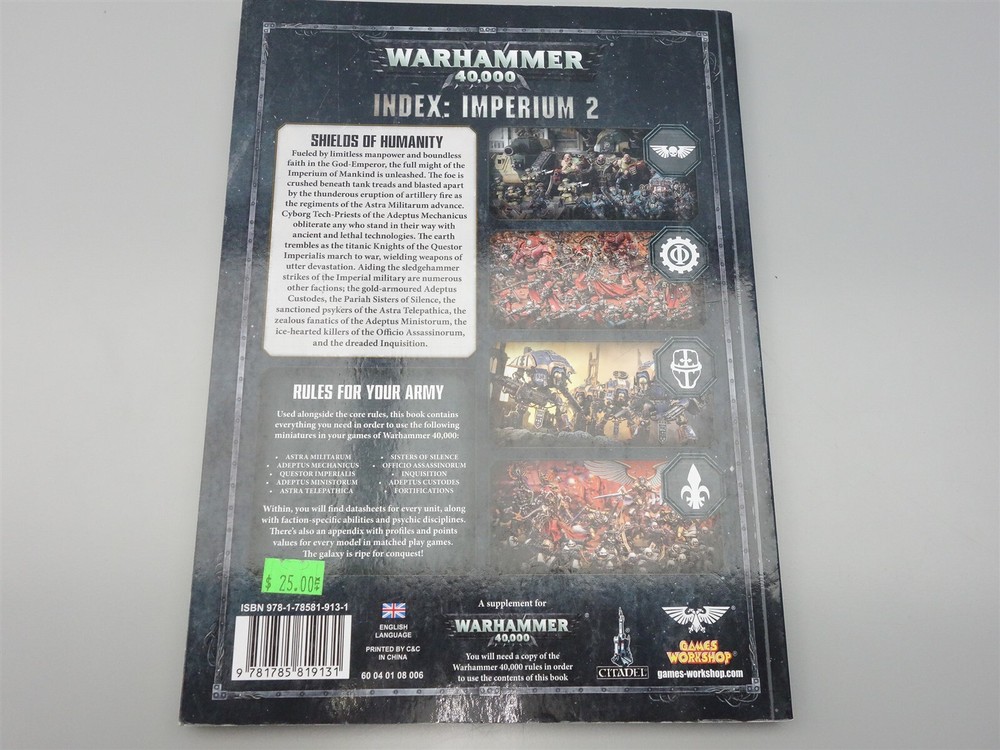 WARHAMMER
40,000
INDEX: IMPERIUM 2
SHIELDS OF HUMANITY
Fueled by limitless manpower and boundless
faith in the God-Emperor, the full might of the
Imperium of Mankind is unleashed. The foe is
crushed beneath tank treads and blasted apart
by the thunderous eruption of artillery fire as
the regiments of the Astra Militarum advance.
Cyborg Tech-Priests of the Adeptus Mechanicus
obliterate any who stand in their way with
ancient and lethal technologies. The earth
trembles as the titanic Knights of the Questor
Imperialis march to war, wielding weapons of
utter devastation. Aiding the sledgehammer
strikes of the Imperial military are numerous
other factions; the gold-armoured Adeptus
Custodes, the Pariah Sisters of Silence, the
sanctioned psykers of the Astra Telepathica, the
zealous fanatics of the Adeptus Ministorum, the
ice-hearted killers of the Officio Assassinorum,
and the dreaded Inquisition.
RULES FOR YOUR ARMY
Used alongside the core rules, this book contains
everything you need in order to use the following
miniatures in your games of Warhammer 40,000:
• ASTRA MILITARUM
• ADEPTUS MECHANICUS
• QUESTOR IMPERIALIS
• ADEPTUS MINISTORUM
• ASTRA TELEPATHICA
• SISTERS OF SILENCE
• OFFICIO ASSASSINORUM
• INQUISITION
• ADEPTUS CUSTODES
• FORTIFICATIONS
Within, you will find datasheets for every unit, along
with faction-specific abilities and psychic disciplines.
There's also an appendix with profiles and points
values for every model in matched play games.
The galaxy is ripe for conquest!
$ 25.00
ISBN 978-1-78581-913-1
9 781785 819131
ENGLISH
LANGUAGE
PRINTED BY C&C
IN CHINA
60 04 01 08 006
A supplement for
WARHAMMER
40,000
You will need a copy of the
Warhammer 40,000 rules in order
to use the contents of this book
CITADEL
GAMES
WORKSHOP
games-workshop.com